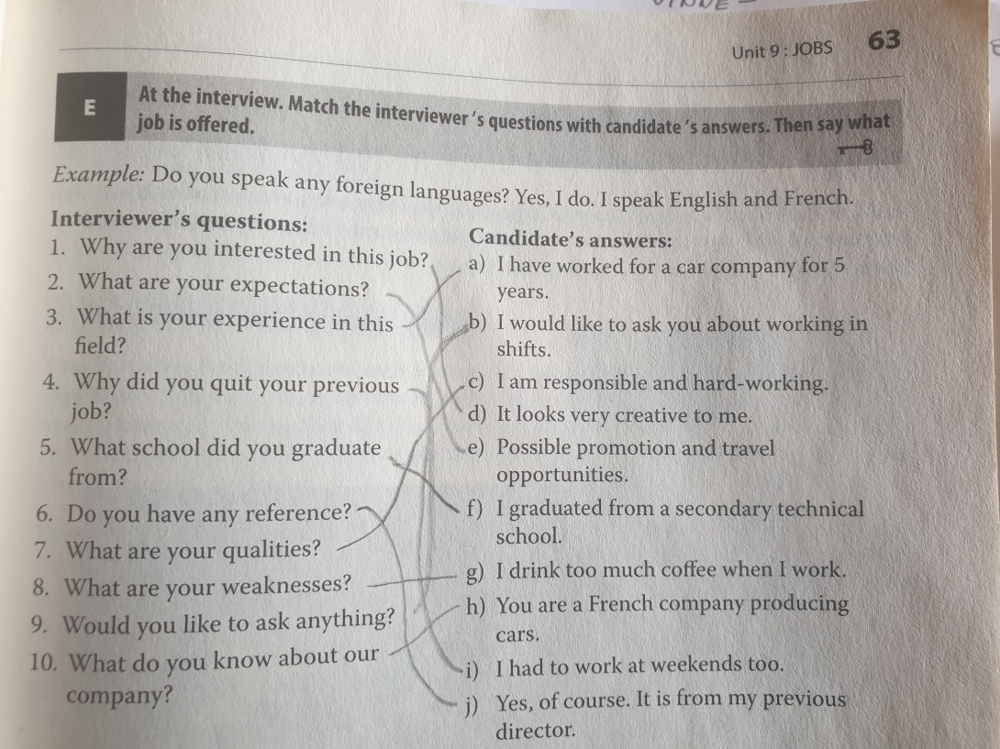 Unit 9 : JOBS 63
E
At the interview. Match the interviewer's questions with candidate's answers. Then say what
job is offered.
Example: Do you speak any foreign languages? Yes, I do. I speak English and French.
Interviewer's questions:
1. Why are you interested in this job?
2. What are your expectations?
3. What is your experience in this
field?
4. Why did you quit your previous
job?
5. What school did you graduate
from?
6. Do you have any reference?
7. What are your qualities?
8. What are your weaknesses?
9. Would you like to ask anything?
10. What do you know about our
company?
Candidate's answers:
a) I have worked for a car company for 5
years.
b) I would like to ask you about working in
shifts.
c) I am responsible and hard-working.
d) It looks very creative to me.
e) Possible promotion and travel
opportunities.
f) I graduated from a secondary technical
school.
g) I drink too much coffee when I work.
h) You are a French company producing
cars.
i) I had to work at weekends too.
j) Yes, of course. It is from my previous
director.